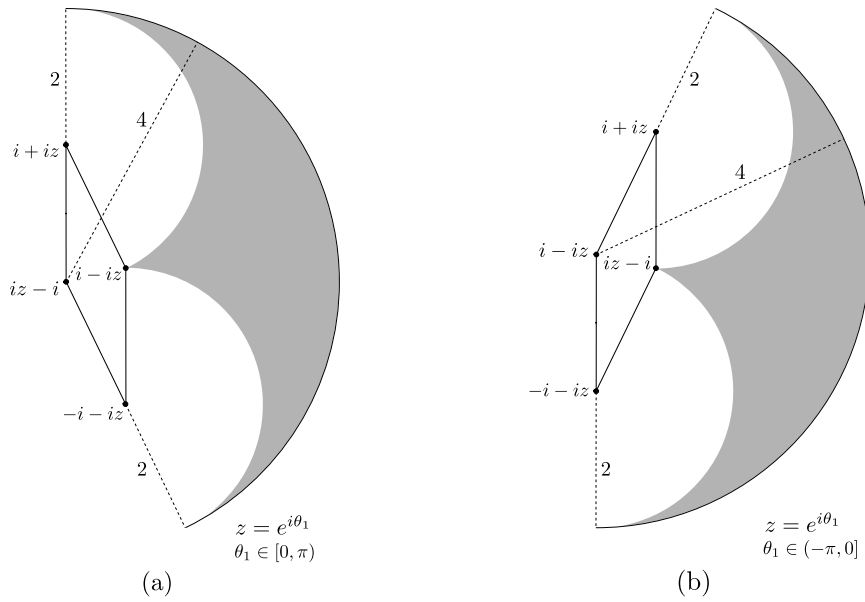 2
4
i + iz
iz − i
i − iz
−i − iz
2
z = e^{iθ_1}
θ_1 ∈ [0, π)
(a)
2
i + iz
4
i − iz
iz − i
−i − iz
2
z = e^{iθ_1}
θ_1 ∈ (−π, 0]
(b)